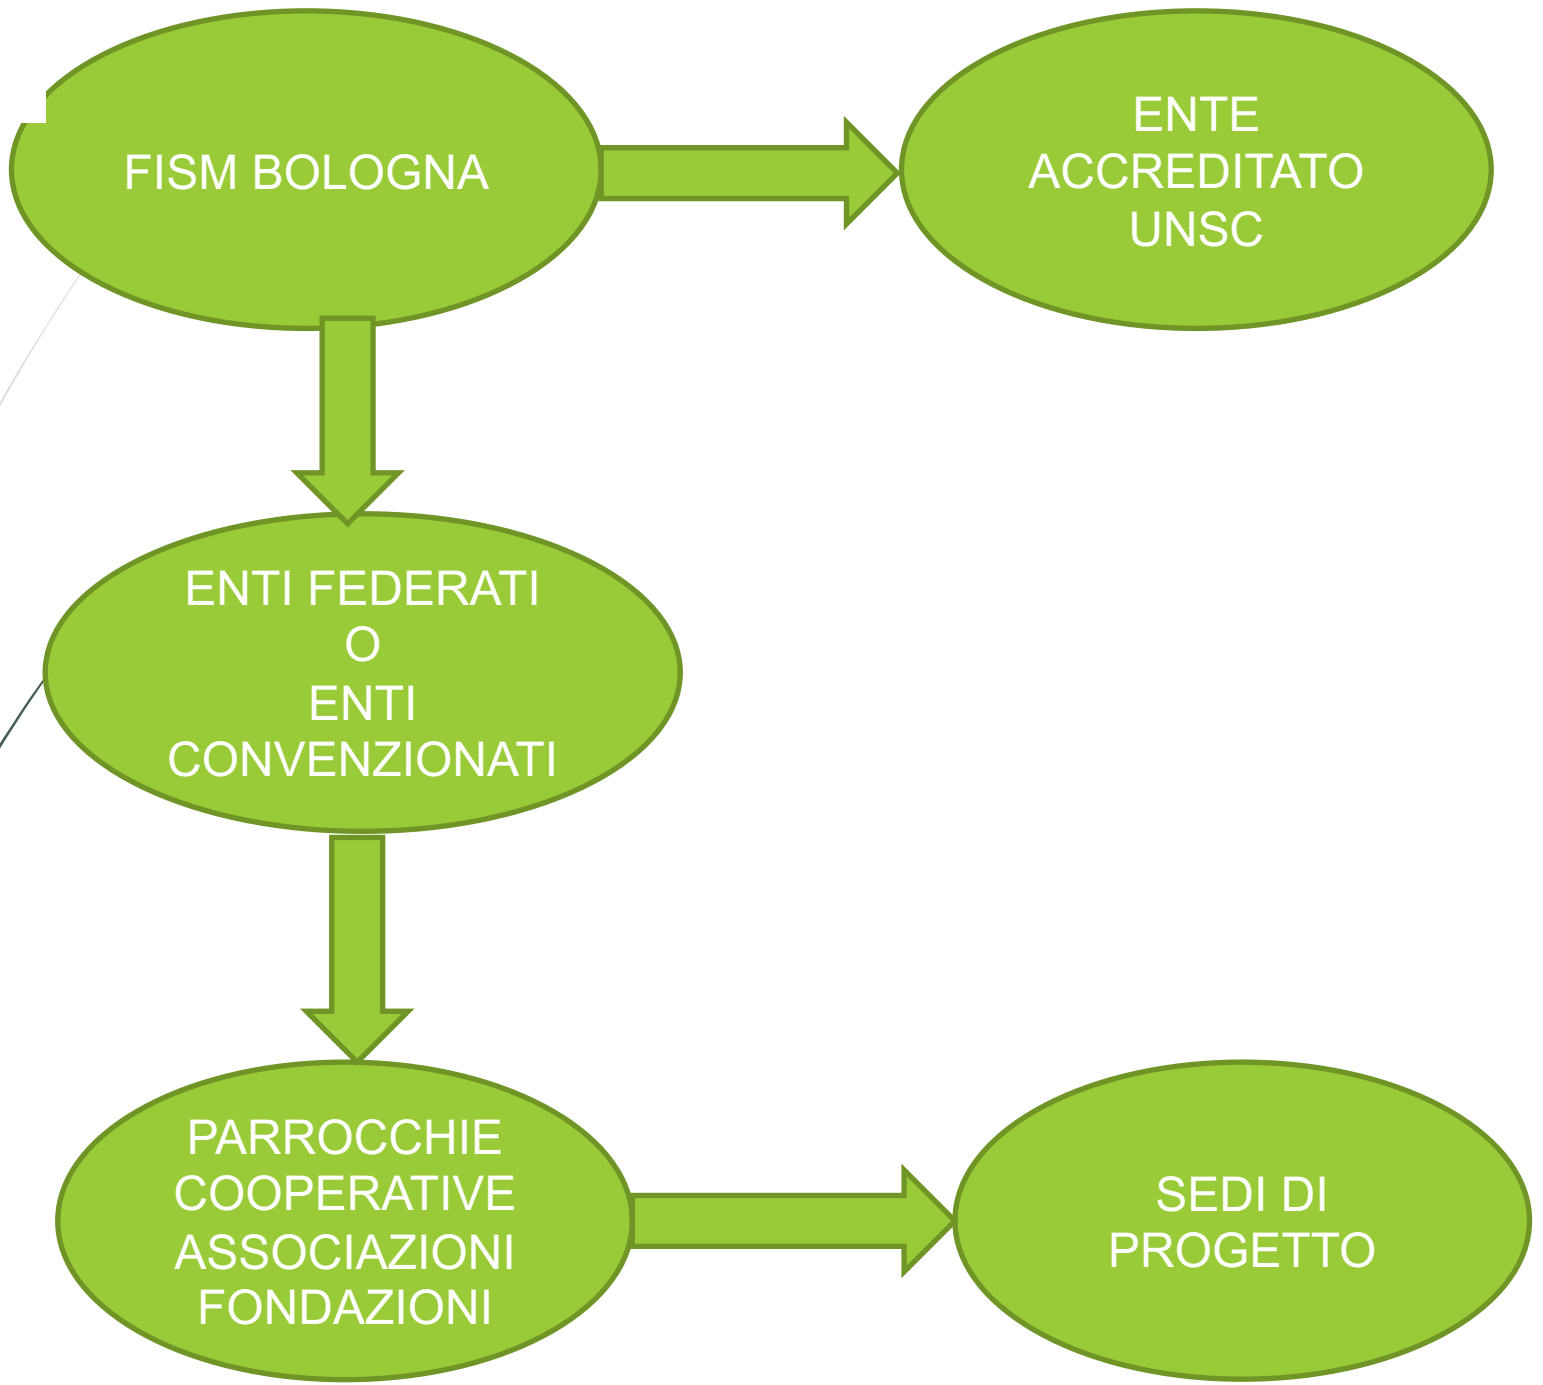 FISM BOLOGNA
ENTE
ACCREDITATO
UNSC
ENTI FEDERATI
O
ENTI
CONVENZIONATI
PARROCCHIE
COOPERATIVE
ASSOCIAZIONI
FONDAZIONI
SEDI DI
PROGETTO